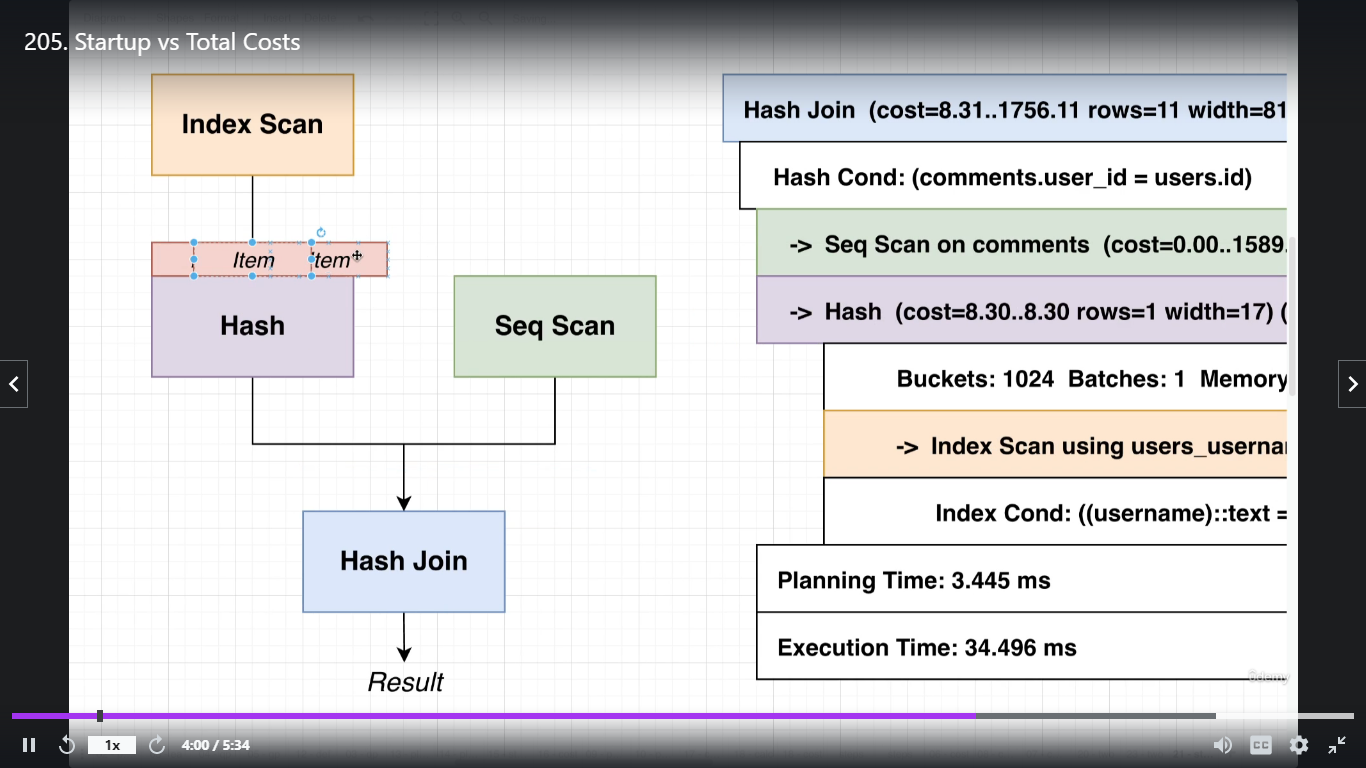 205. Startup vs Total Costs
Index Scan
Item
Item
Hash
Seq Scan
Hash Join
Result
Hash Join (cost=8.31..1756.11 rows=11 width=81
Hash Cond: (comments.user_id = users.id)
-> Seq Scan on comments (cost=0.00..1589.
-> Hash (cost=8.30..8.30 rows=1 width=17) (
Buckets: 1024 Batches: 1 Memory
-> Index Scan using users_userna
Index Cond: ((username)::text =
Planning Time: 3.445 ms
Execution Time: 34.496 ms
ûdemy
1x
4:00 / 5:34
CC